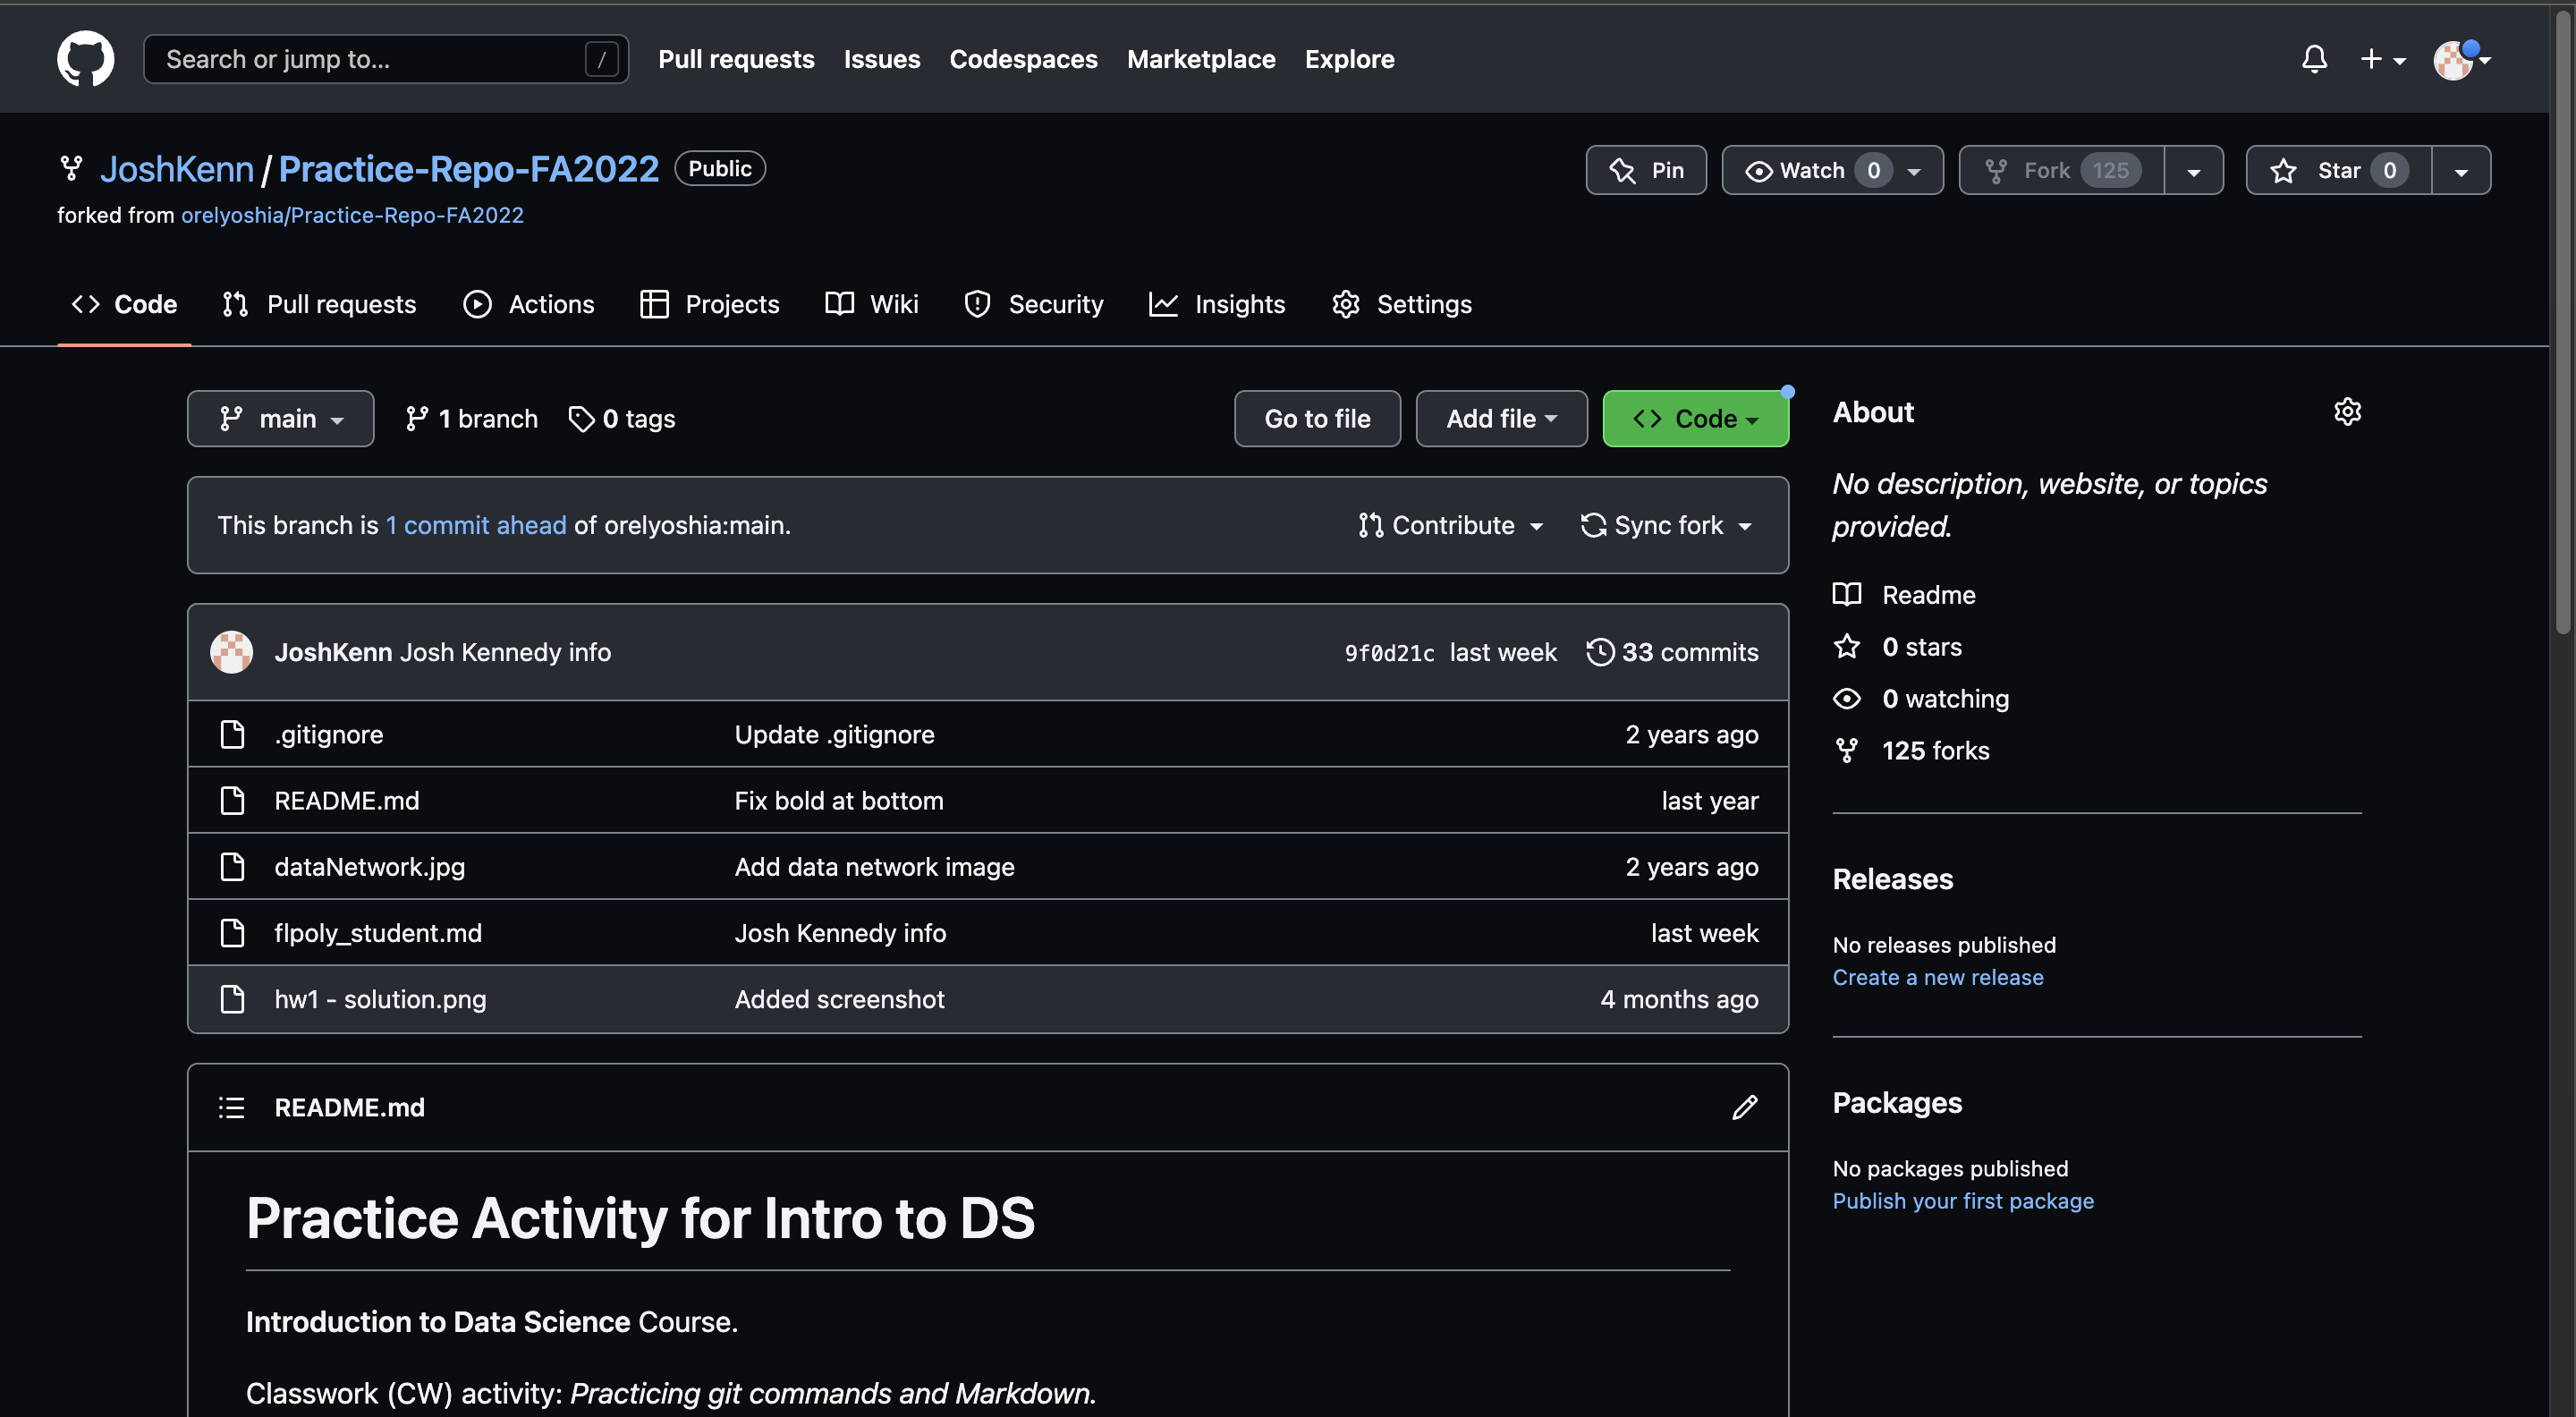 Search or jump to... /
Pull requests Issues Codespaces Marketplace Explore
JoshKenn / Practice-Repo-FA2022 Public
Pin Watch 0 Fork 125 Star 0
forked from orelyoshia/Practice-Repo-FA2022
Code Pull requests Actions Projects Wiki Security Insights Settings
main 1 branch 0 tags Go to file Add file Code
This branch is 1 commit ahead of orelyoshia:main. Contribute Sync fork
JoshKenn Josh Kennedy info 9f0d21c last week 33 commits
.gitignore Update .gitignore 2 years ago
README.md Fix bold at bottom last year
dataNetwork.jpg Add data network image 2 years ago
flpoly_student.md Josh Kennedy info last week
hw1 - solution.png Added screenshot 4 months ago
README.md
Practice Activity for Intro to DS
Introduction to Data Science Course.
Classwork (CW) activity: Practicing git commands and Markdown.
About
No description, website, or topics
provided.
Readme
0 stars
0 watching
125 forks
Releases
No releases published
Create a new release
Packages
No packages published
Publish your first package